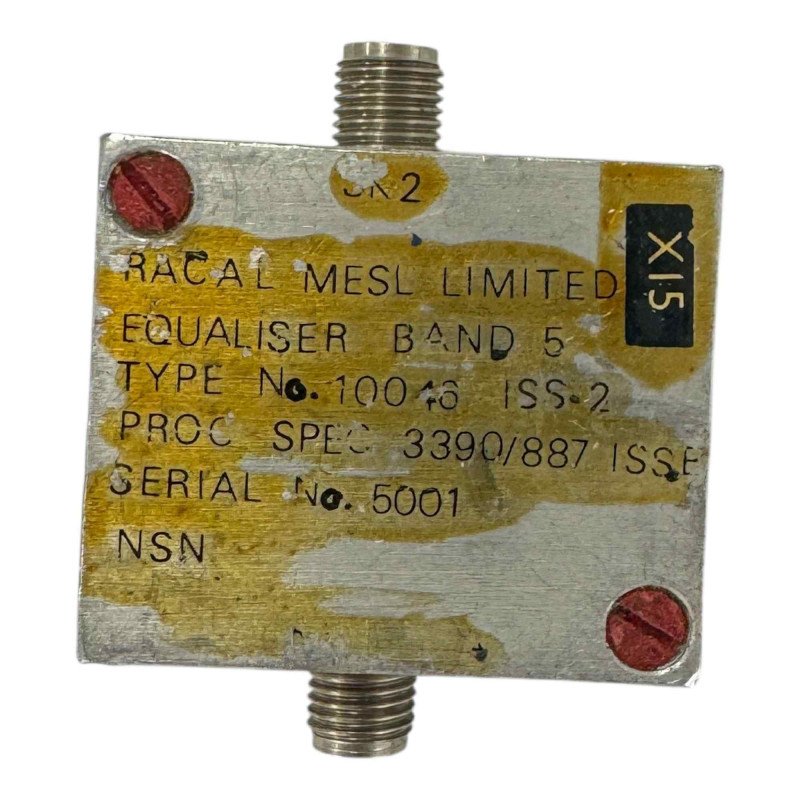 SK2
RACAL MESL LIMITED
X15
EQUALISER BAND 5
TYPE No. 10046 ISS.2
PROC SPEC 3390/887 ISSE
SERIAL No. 5001
NSN